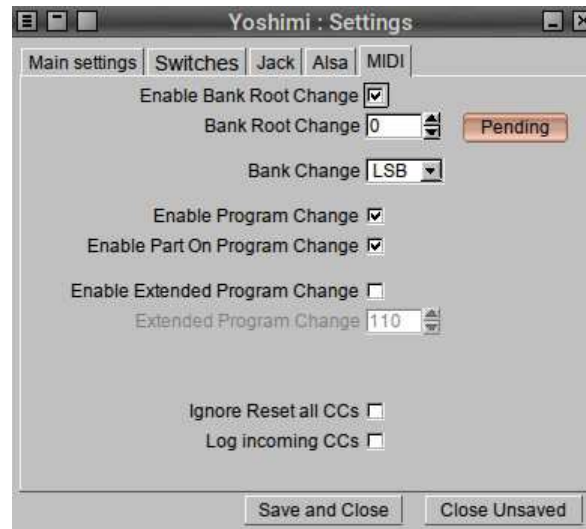 Yoshimi : Settings
Main settings Switches Jack Alsa MIDI
Enable Bank Root Change
Bank Root Change 0 Pending
Bank Change LSB
Enable Program Change
Enable Part On Program Change
Enable Extended Program Change
Extended Program Change 110
Ignore Reset all CCs
Log incoming CCs
Save and Close Close Unsaved